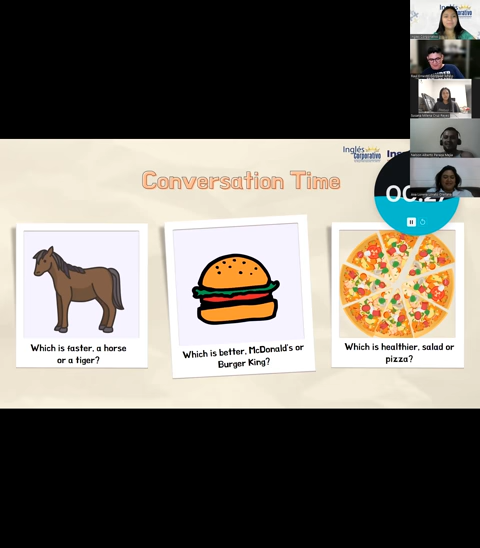 Inglés
Corporativo
Conversation Time
Which is faster, a horse
or a tiger?
Which is better, McDonald's or
Burger King?
Which is healthier, salad or
pizza?